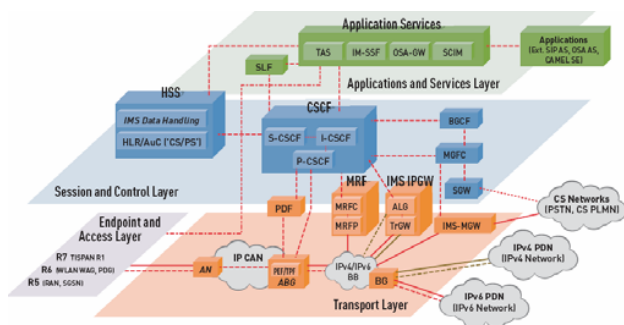 Application Services
TAS
IM-SSF
OSA-GW
SCIM
Applications
(Ext. SIP AS, OSA AS,
CAMEL SE)
SLF
Applications and Services Layer
HSS
IMS Data Handling
HLR/AuC ('CS/PS')
CSCF
S-CSCF
I-CSCF
P-CSCF
BGCF
MGFC
SGW
Session and Control Layer
MRF
MRFC
MRFP
IMS IPGW
ALG
TrGW
PDF
IMS-MGW
CS Networks
(PSTN, CS PLMN)
Endpoint and
Access Layer
R7 TISPAN R1
R6 (WLAN WAG, PDG)
R5 (RAN, SGSN)
AN
IP CAN
PEF/TPF
ABG
IPv4/IPv6
BB
BG
IPv4 PDN
(IPv4 Network)
IPv6 PDN
(IPv6 Network)
Transport Layer